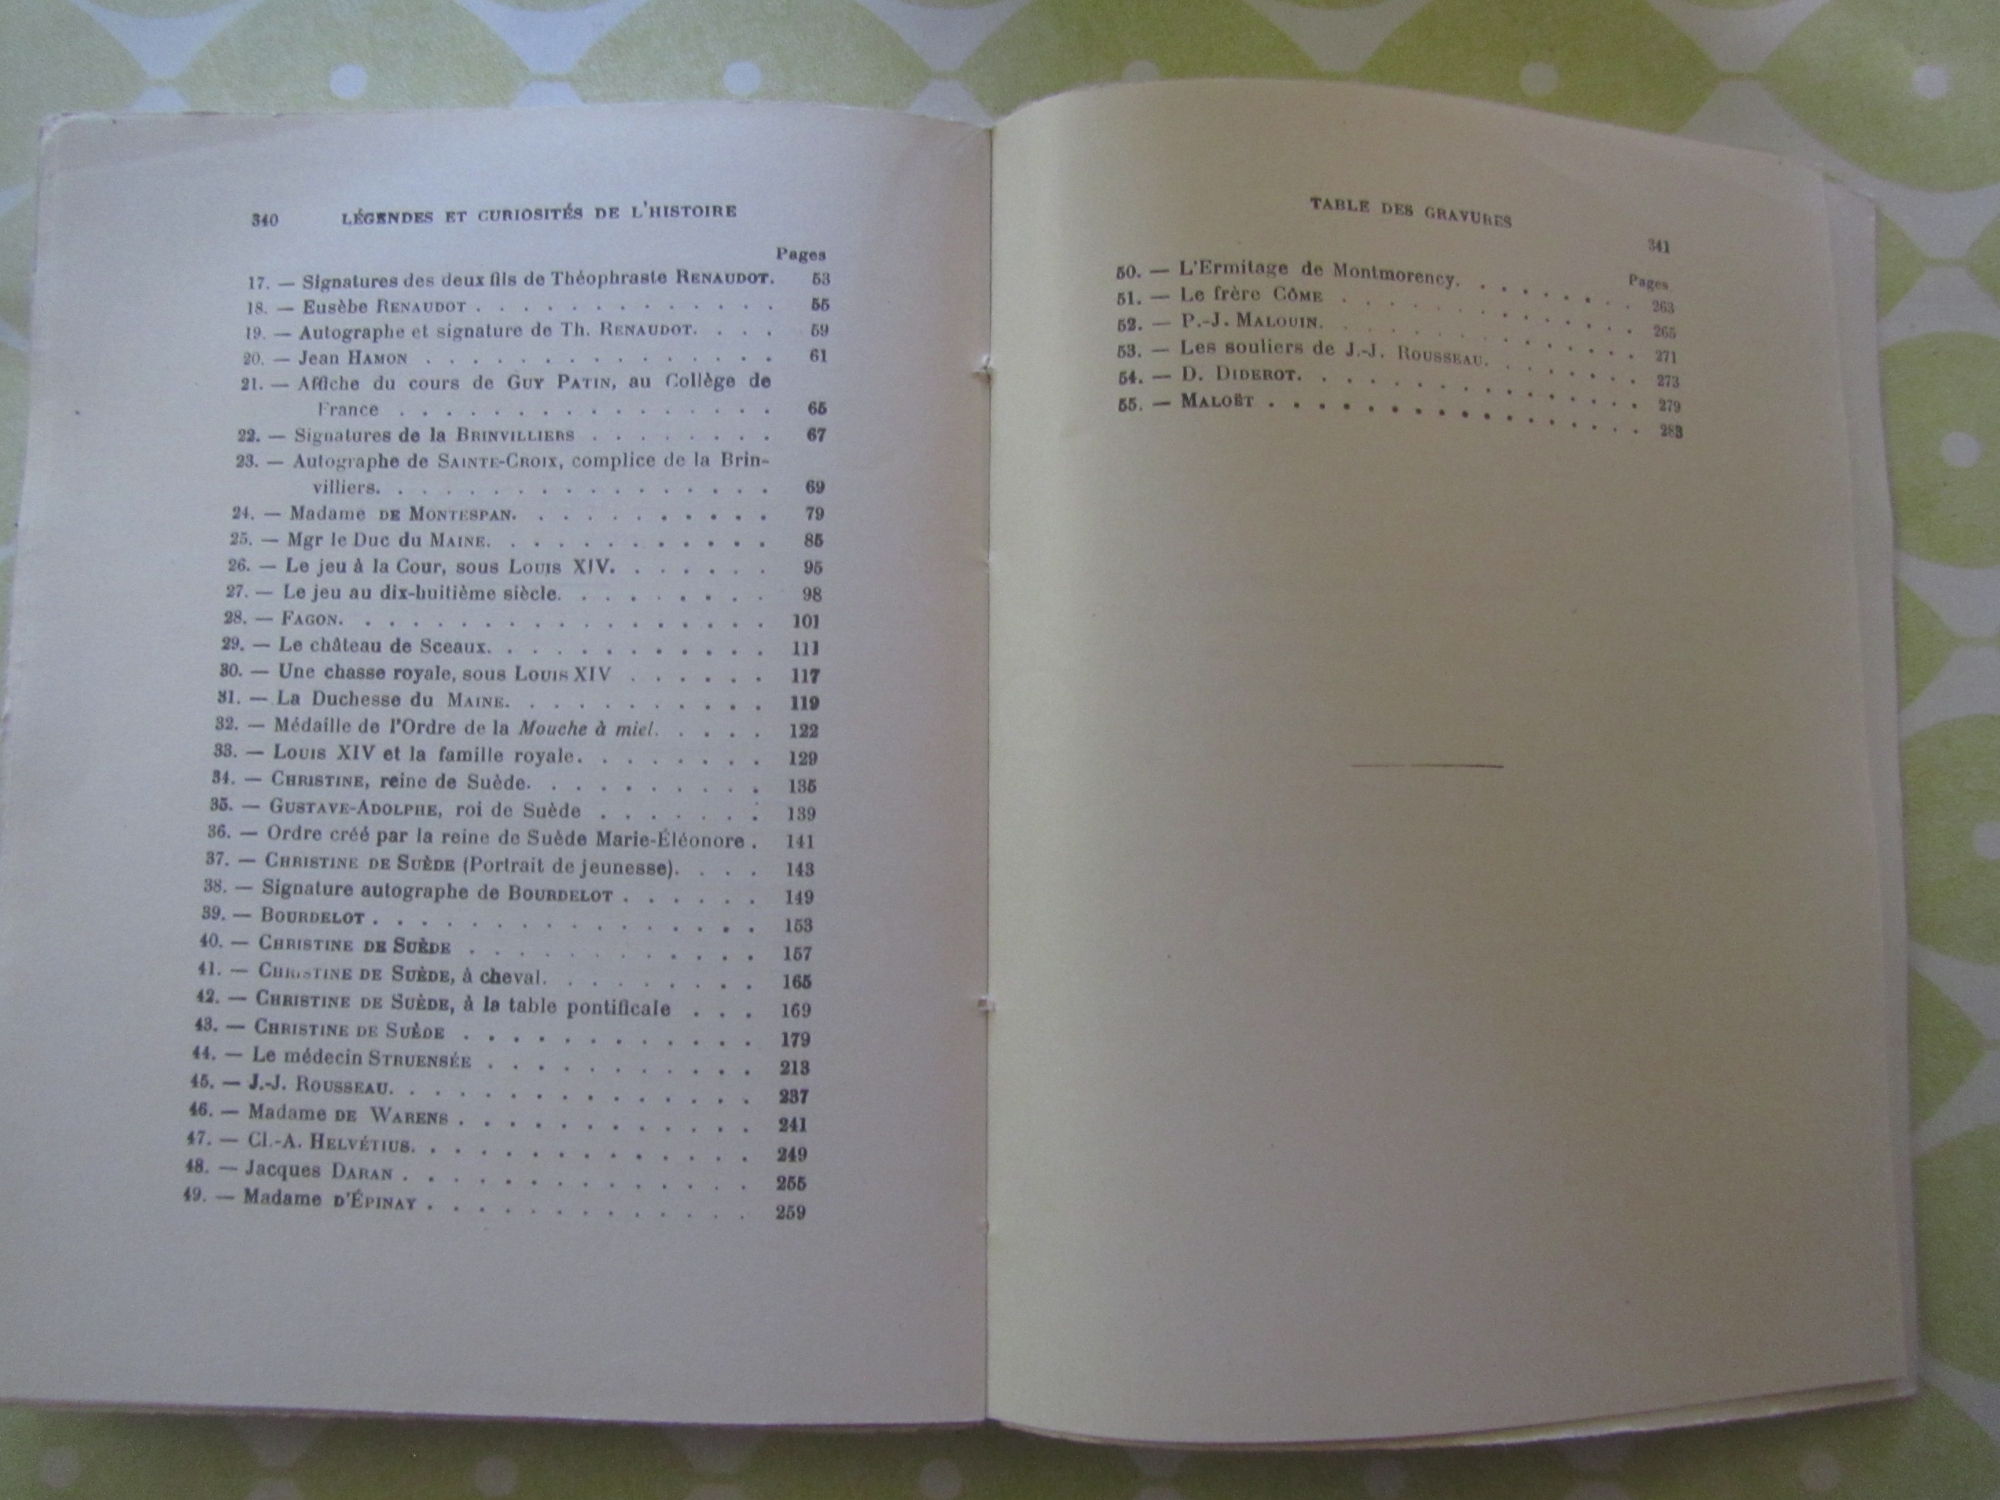 340 LÉGENDES ET CURIOSITÉS DE L'HISTOIRE
Pages
17. — Signatures des deux fils de Théophraste RENAUDOT. 53
18. — Eusèbe RENAUDOT . . . . . . . . . . . . 55
19. — Autographe et signature de Th. RENAUDOT. . . . 59
20. — Jean HAMON . . . . . . . . . . . . . . 61
21. — Affiche du cours de GUY PATIN, au Collège de
France . . . . . . . . . . . . . . . 65
22. — Signatures de la BRINVILLIERS . . . . . . . 67
23. — Autographe de SAINTE-CROIX, complice de la Brin-
villiers. . . . . . . . . . . . . . . . 69
24. — Madame DE MONTESPAN. . . . . . . . . . 79
25. — Mgr le Duc du MAINE. . . . . . . . . . . 85
26. — Le jeu à la Cour, sous LOUIS XIV. . . . . . . 95
27. — Le jeu au dix-huitième siècle. . . . . . . . . 98
28. — FAGON. . . . . . . . . . . . . . . . . 101
29. — Le château de Sceaux. . . . . . . . . . . 111
30. — Une chasse royale, sous LOUIS XIV . . . . . . 117
31. — La Duchesse du MAINE. . . . . . . . . . 119
32. — Médaille de l'Ordre de la Mouche à miel. . . . . 122
33. — LOUIS XIV et la famille royale. . . . . . . . 129
34. — CHRISTINE, reine de Suède. . . . . . . . . . 135
35. — GUSTAVE-ADOLPHE, roi de Suède . . . . . . . 139
36. — Ordre créé par la reine de Suède Marie-Éléonore . 141
37. — CHRISTINE DE SUÈDE (Portrait de jeunesse). . . . 143
38. — Signature autographe de BOURDELOT . . . . . . 149
39. — BOURDELOT . . . . . . . . . . . . . . . 153
40. — CHRISTINE DE SUÈDE . . . . . . . . . . . 157
41. — CHRISTINE DE SUÈDE, à cheval. . . . . . . . . 165
42. — CHRISTINE DE SUÈDE, à la table pontificale . . . 169
43. — CHRISTINE DE SUÈDE . . . . . . . . . . . 179
44. — Le médecin STRUENSÉE . . . . . . . . . . 213
45. — J.-J. ROUSSEAU. . . . . . . . . . . . . . 237
46. — Madame DE WARENS . . . . . . . . . . . 241
47. — Cl.-A. HELVÉTIUS. . . . . . . . . . . . . 249
48. — Jacques DARAN . . . . . . . . . . . . . 255
49. — Madame D'ÉPINAY . . . . . . . . . . . . 259
TABLE DES GRAVURES 341
Pages
50. — L'Ermitage de Montmorency. . . . . . . . 263
51. — Le frère CÔME . . . . . . . . . . . . 265
52. — P.-J. MALOUIN. . . . . . . . . . . . . 271
53. — Les souliers de J.-J. ROUSSEAU. . . . . . . 273
54. — D. DIDEROT. . . . . . . . . . . . . . 279
55. — MALOËT . . . . . . . . . . . . . . . 283